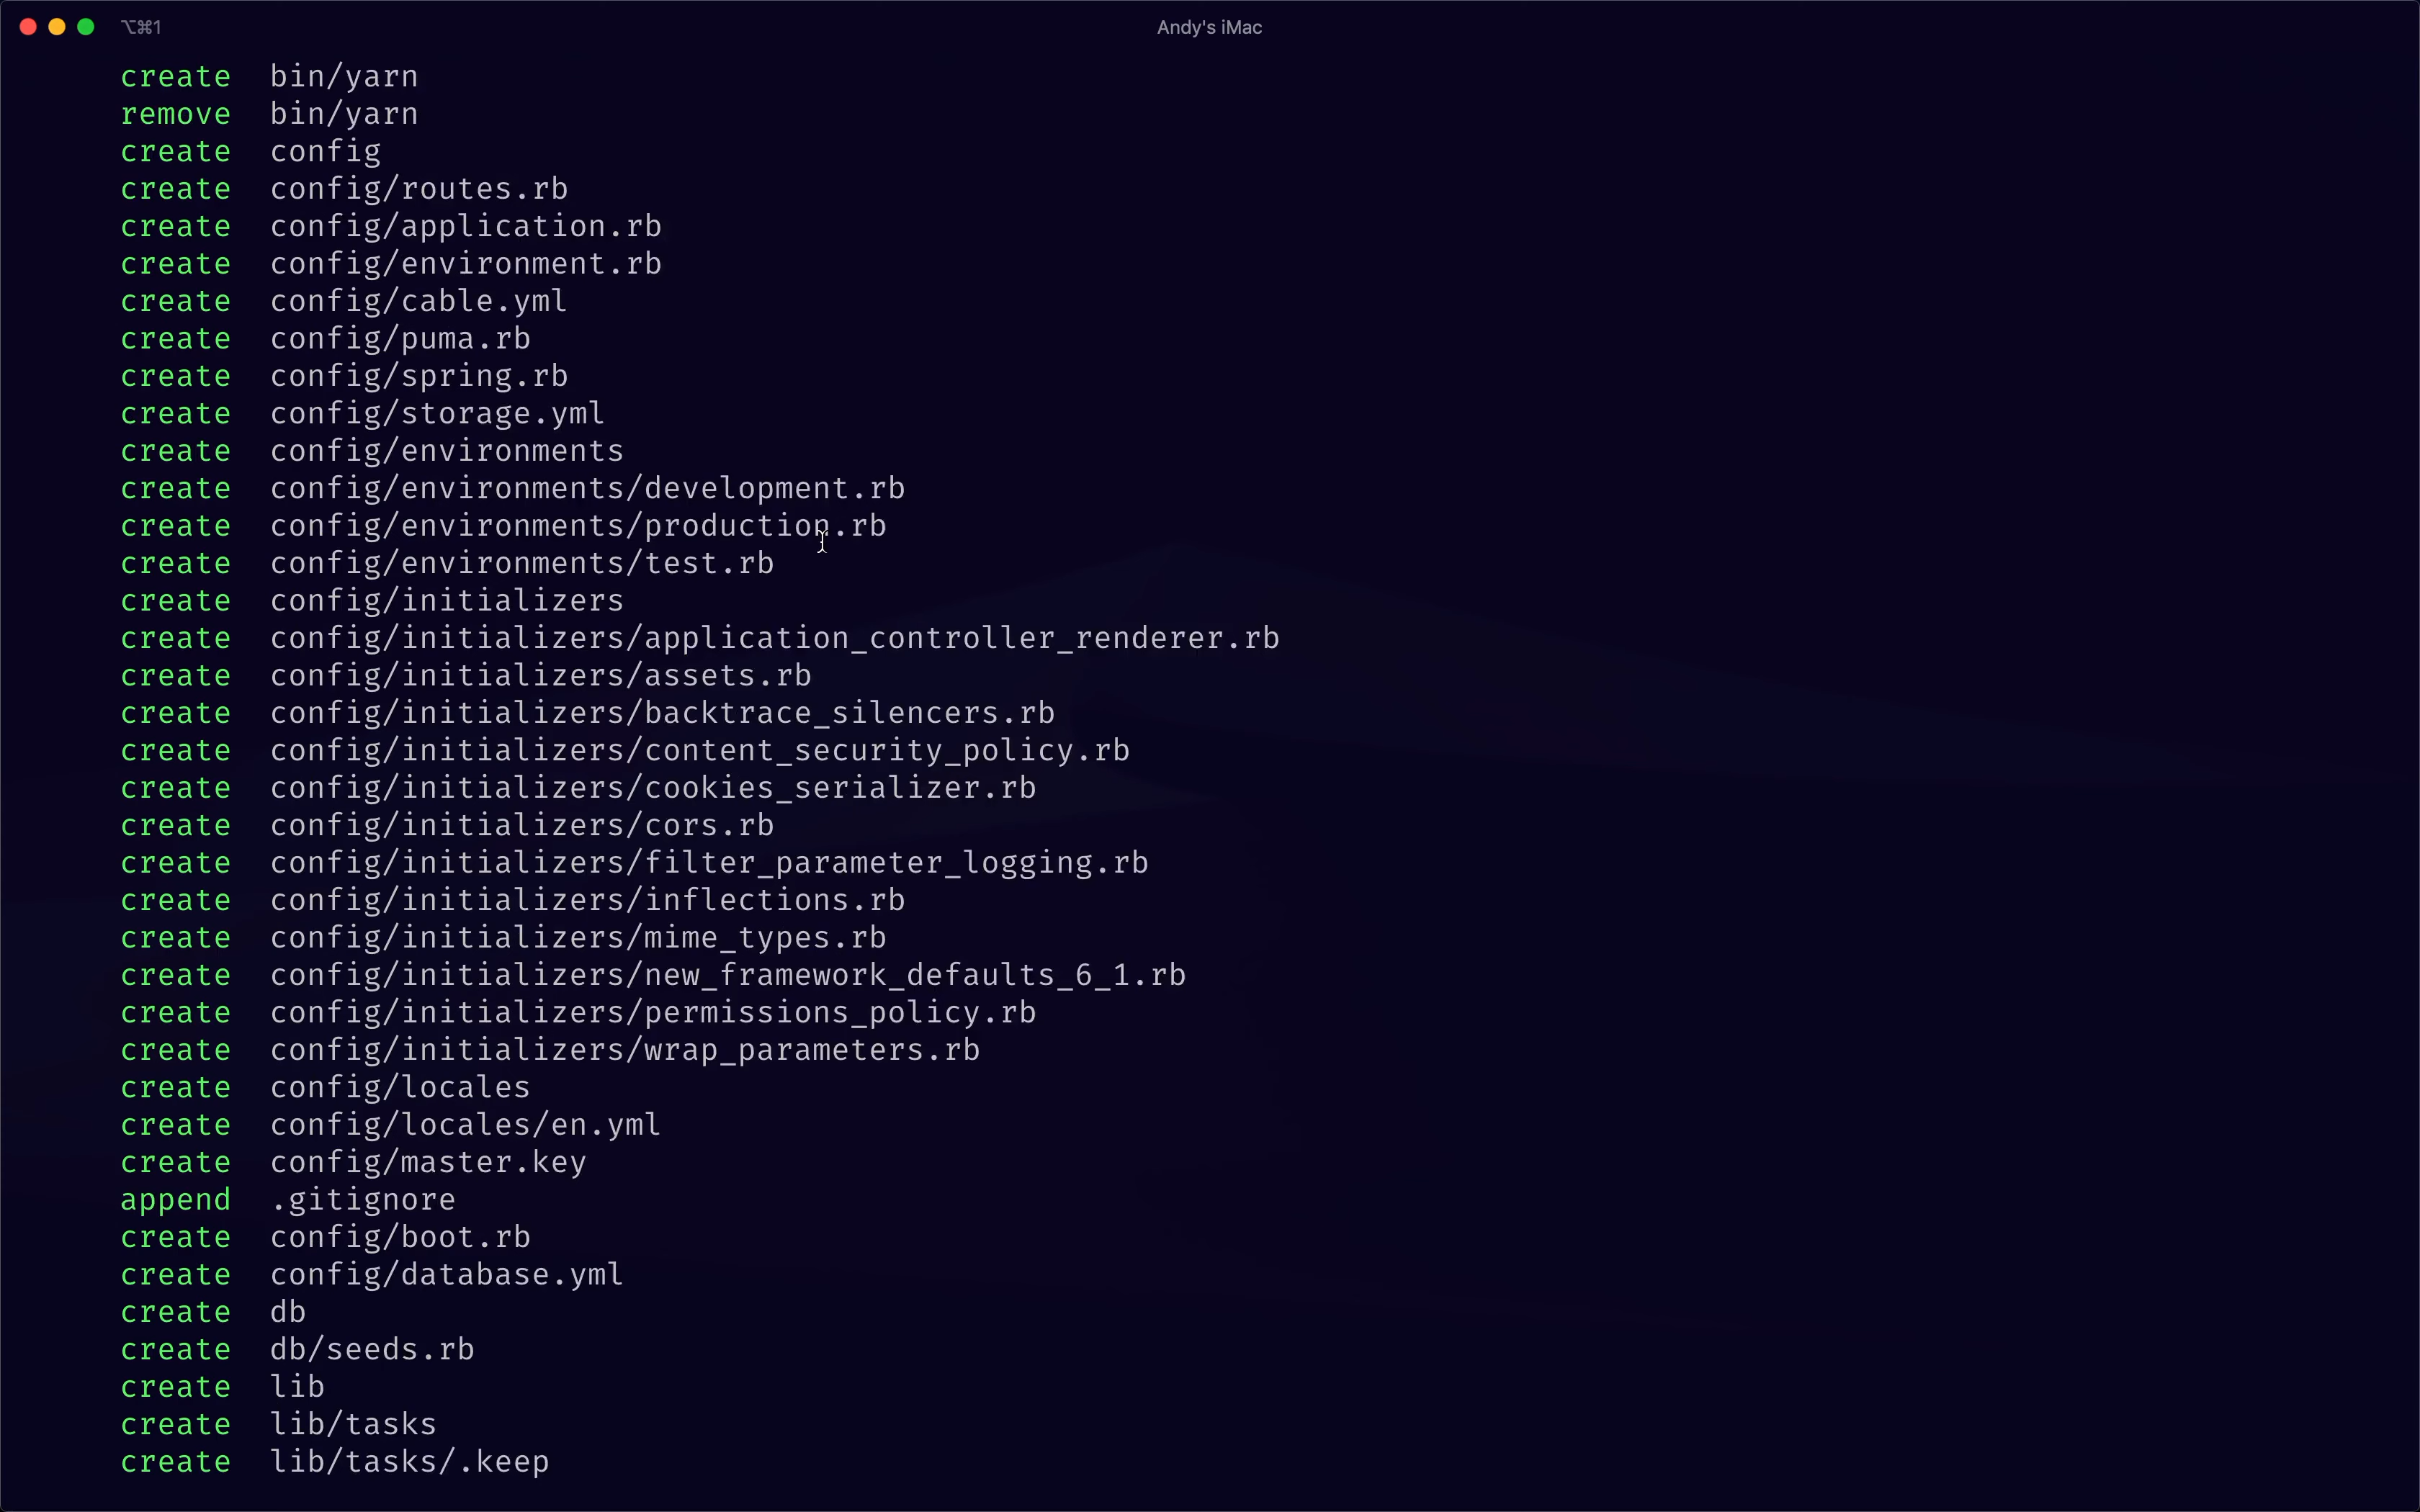 ⌥⌘1
Andy's iMac
create bin/yarn
remove bin/yarn
create config
create config/routes.rb
create config/application.rb
create config/environment.rb
create config/cable.yml
create config/puma.rb
create config/spring.rb
create config/storage.yml
create config/environments
create config/environments/development.rb
create config/environments/production.rb
create config/environments/test.rb
create config/initializers
create config/initializers/application_controller_renderer.rb
create config/initializers/assets.rb
create config/initializers/backtrace_silencers.rb
create config/initializers/content_security_policy.rb
create config/initializers/cookies_serializer.rb
create config/initializers/cors.rb
create config/initializers/filter_parameter_logging.rb
create config/initializers/inflections.rb
create config/initializers/mime_types.rb
create config/initializers/new_framework_defaults_6_1.rb
create config/initializers/permissions_policy.rb
create config/initializers/wrap_parameters.rb
create config/locales
create config/locales/en.yml
create config/master.key
append .gitignore
create config/boot.rb
create config/database.yml
create db
create db/seeds.rb
create lib
create lib/tasks
create lib/tasks/.keep